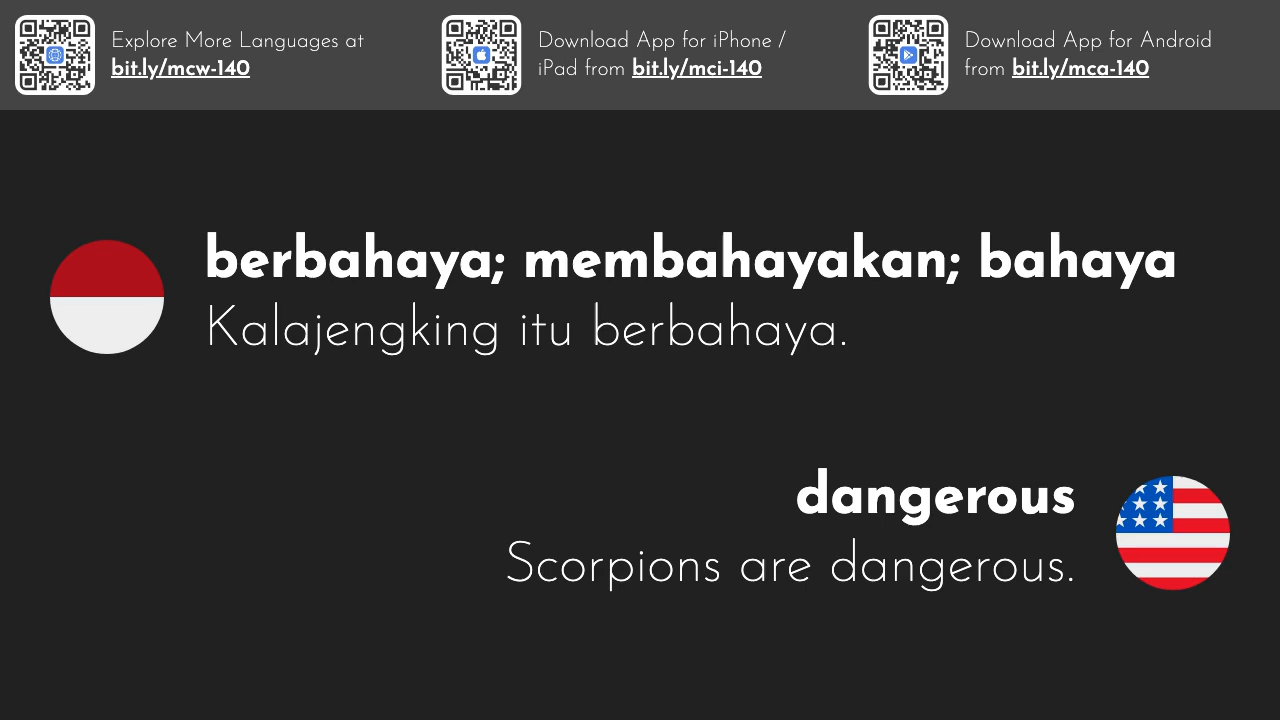 Explore More Languages at
bit.ly/mcw-140
Download App for iPhone /
iPad from bit.ly/mci-140
Download App for Android
from bit.ly/mca-140
berbahaya; membahayakan; bahaya
Kalajengking itu berbahaya.
dangerous
Scorpions are dangerous.